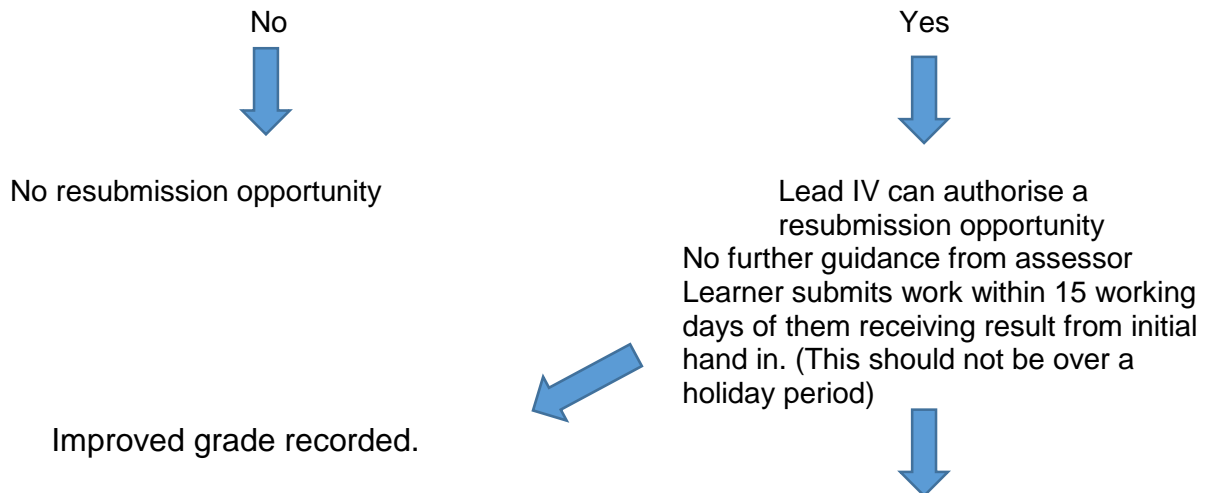 No
Yes
No resubmission opportunity
Lead IV can authorise a
resubmission opportunity
No further guidance from assessor
Learner submits work within 15 working
days of them receiving result from initial
hand in. (This should not be over a
holiday period)
Improved grade recorded.